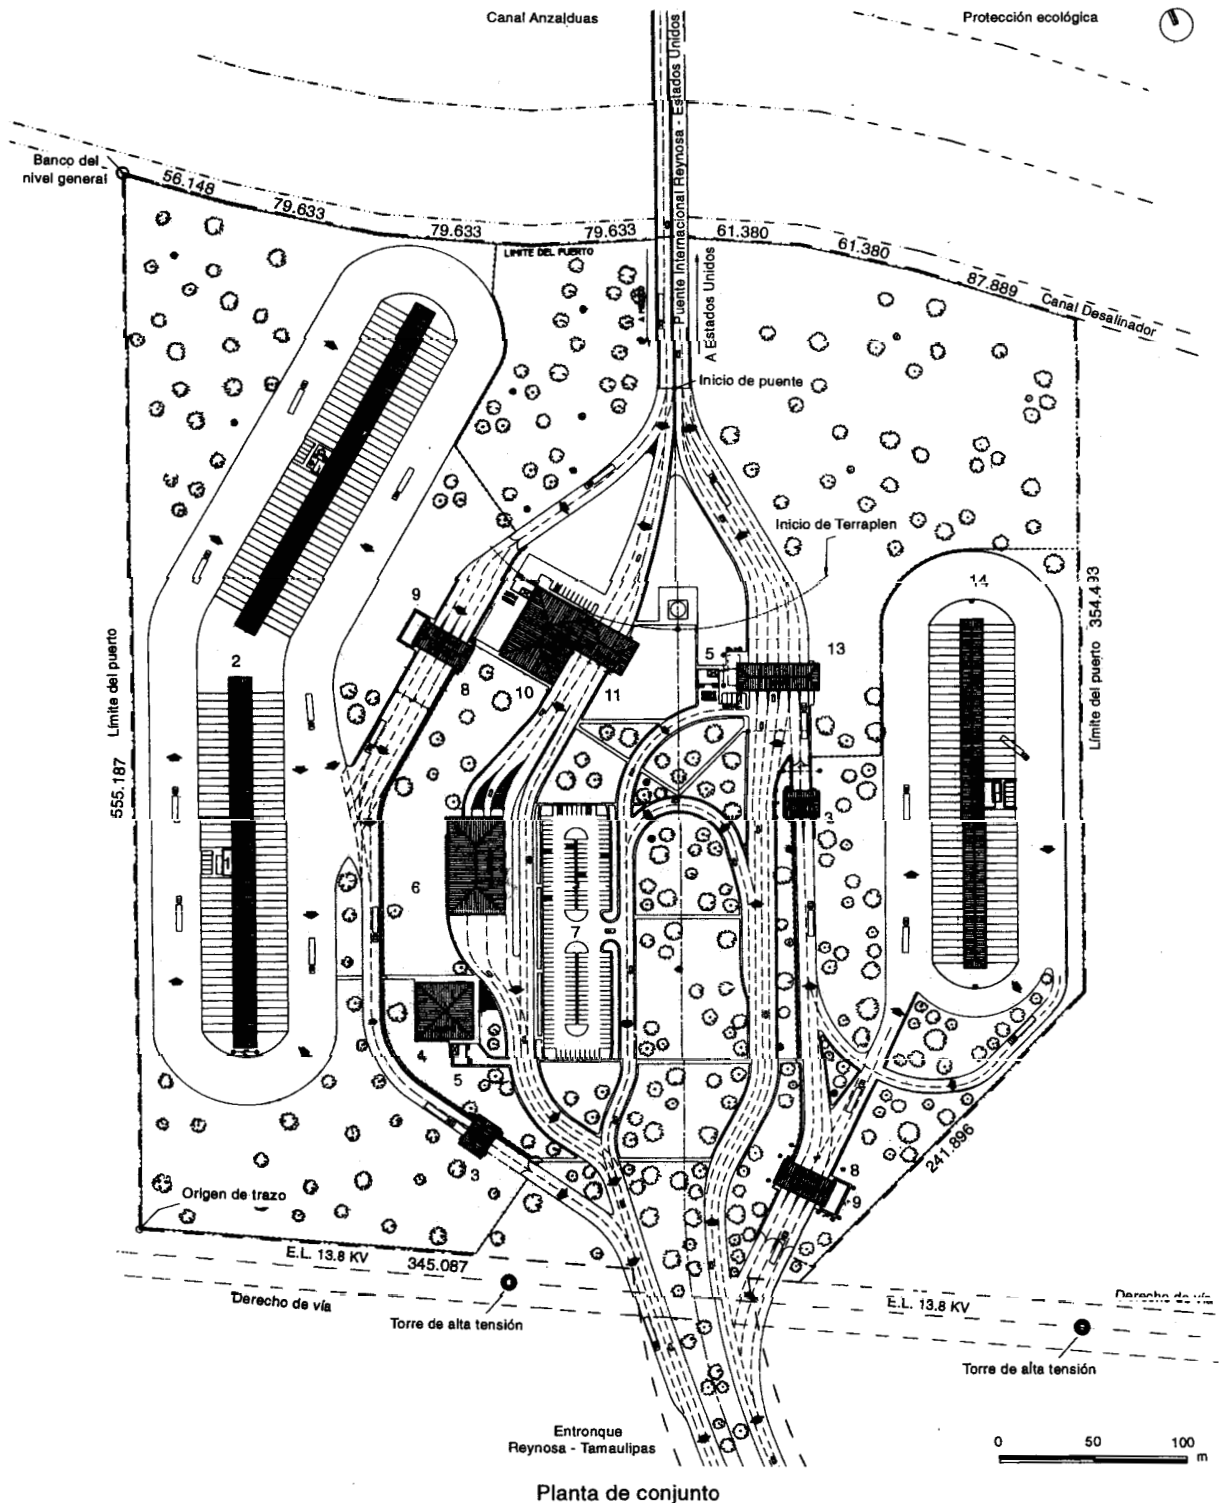 Canal Anzalduas
Protección ecológica
Puente Internacional Reynosa - Estados Unidos
Banco del
nivel general
56.148
79.633
79.633
79.633
61.380
61.380
87.889
LIMITE DEL PUERTO
Canal Desalinador
A Estados Unidos
Inicio de puente
Inicio de Terraplen
14
Límite del puerto 354.493
9
2
8
10
11
5
13
Límite del puerto
555.187
3
6
7
4
5
3
8
9
241.896
Origen de trazo
E.L. 13.8 KV
345.087
Derecho de vía
Torre de alta tensión
E.L. 13.8 KV
Derecho de vía
Torre de alta tensión
Entronque
Reynosa - Tamaulipas
0 50 100
m
Planta de conjunto